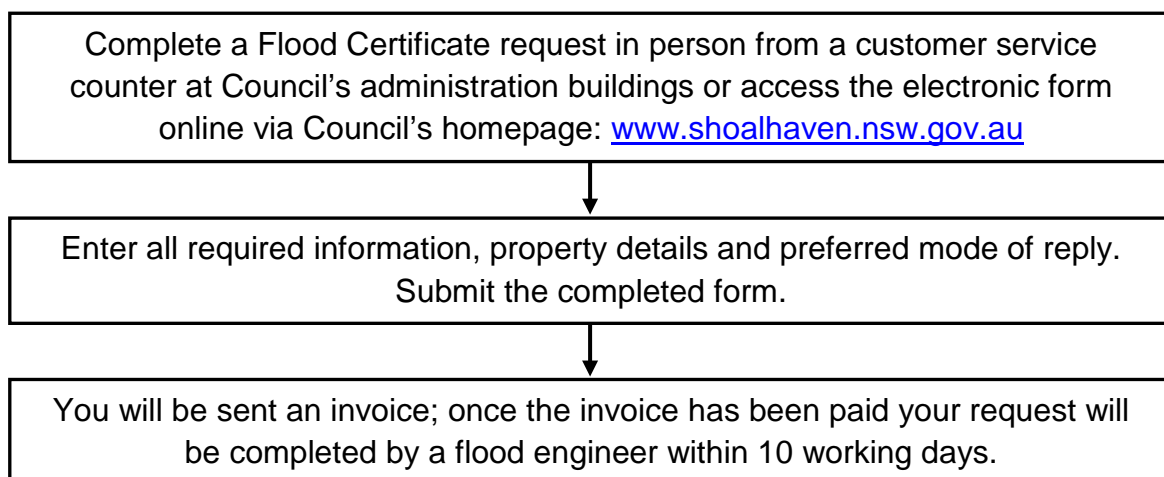 Complete a Flood Certificate request in person from a customer service
counter at Council’s administration buildings or access the electronic form
online via Council’s homepage: www.shoalhaven.nsw.gov.au
Enter all required information, property details and preferred mode of reply.
Submit the completed form.
You will be sent an invoice; once the invoice has been paid your request will
be completed by a flood engineer within 10 working days.